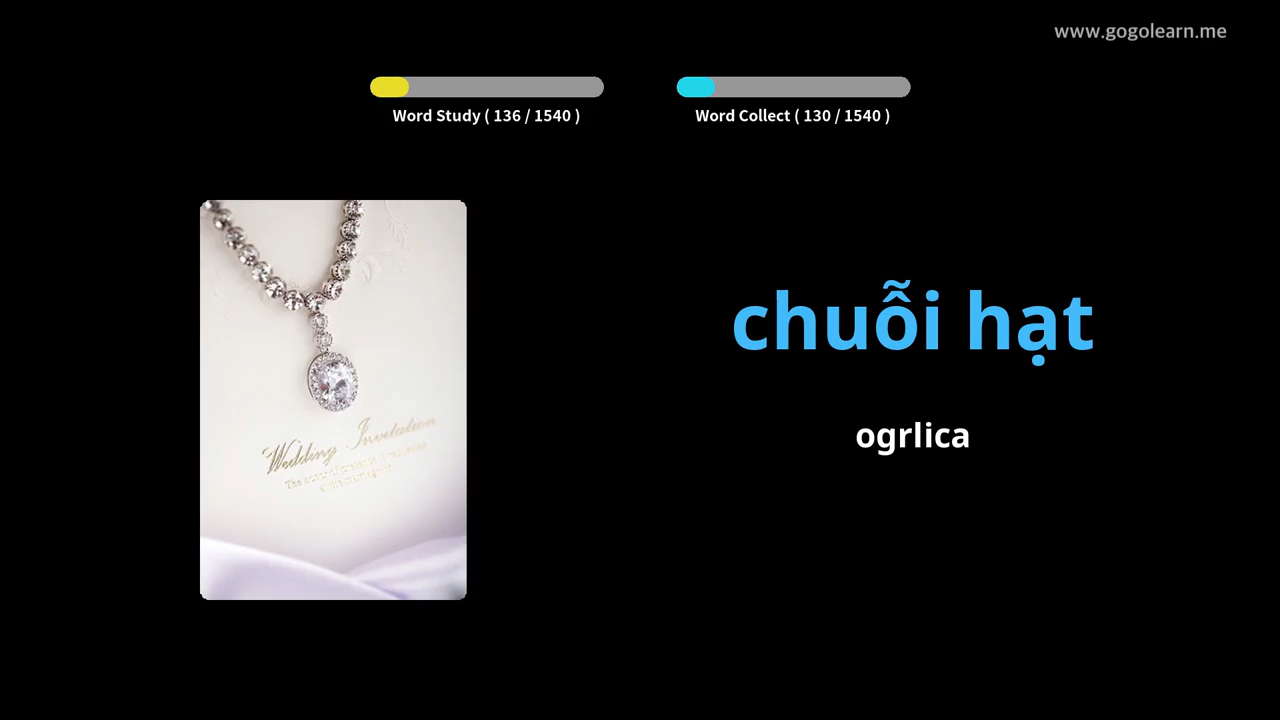 www.gogolearn.me
Word Study ( 136 / 1540 )
Word Collect ( 130 / 1540 )
chuỗi hạt
ogrlica
Wedding Invitation